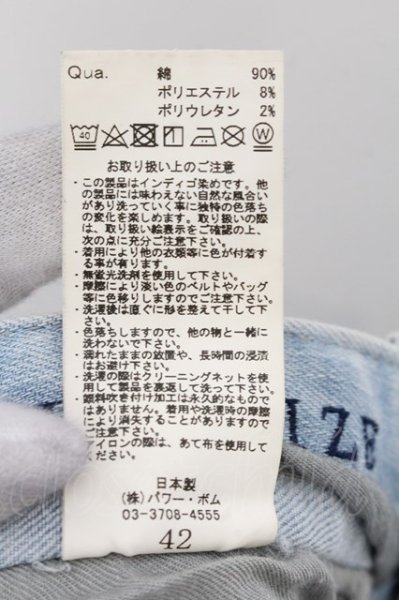 Qua. 綿 90%
ポリエステル 8%
ポリウレタン 2%
40 W
お取り扱い上のご注意
・この製品はインディゴ染めです。他
の製品には味わえない自然な風合い
があり洗っていく事に独特の色落ち
の変化を楽しめます。取り扱いの際
は、取り扱い絵表示をご確認の上、
次の点に充分ご注意下さい。
・着用により他の衣類等に色が付着す
る事が有ります。
・無蛍光洗剤を使用して下さい。
・摩擦により淡い色のベルトやバッグ
等に色移りしますのでご注意下さい。
・洗濯後は直ぐに形を整えて干して下
さい。
・色落ちしますので、他の物と一緒に
洗わないで下さい。
・濡れたままの放置や、長時間の浸漬
はお避け下さい。
・洗濯の際はクリーニングネットを使
用して製品を裏返して洗って下さい。
・顔料吹き付け加工は永久的なもので
はありません。着用や洗濯時の摩擦
により消失することがありますので
アイロンの際は、あて布を使用して
ください。
日本製
(株) パワー・ボム
03-3708-4555
42
IZE